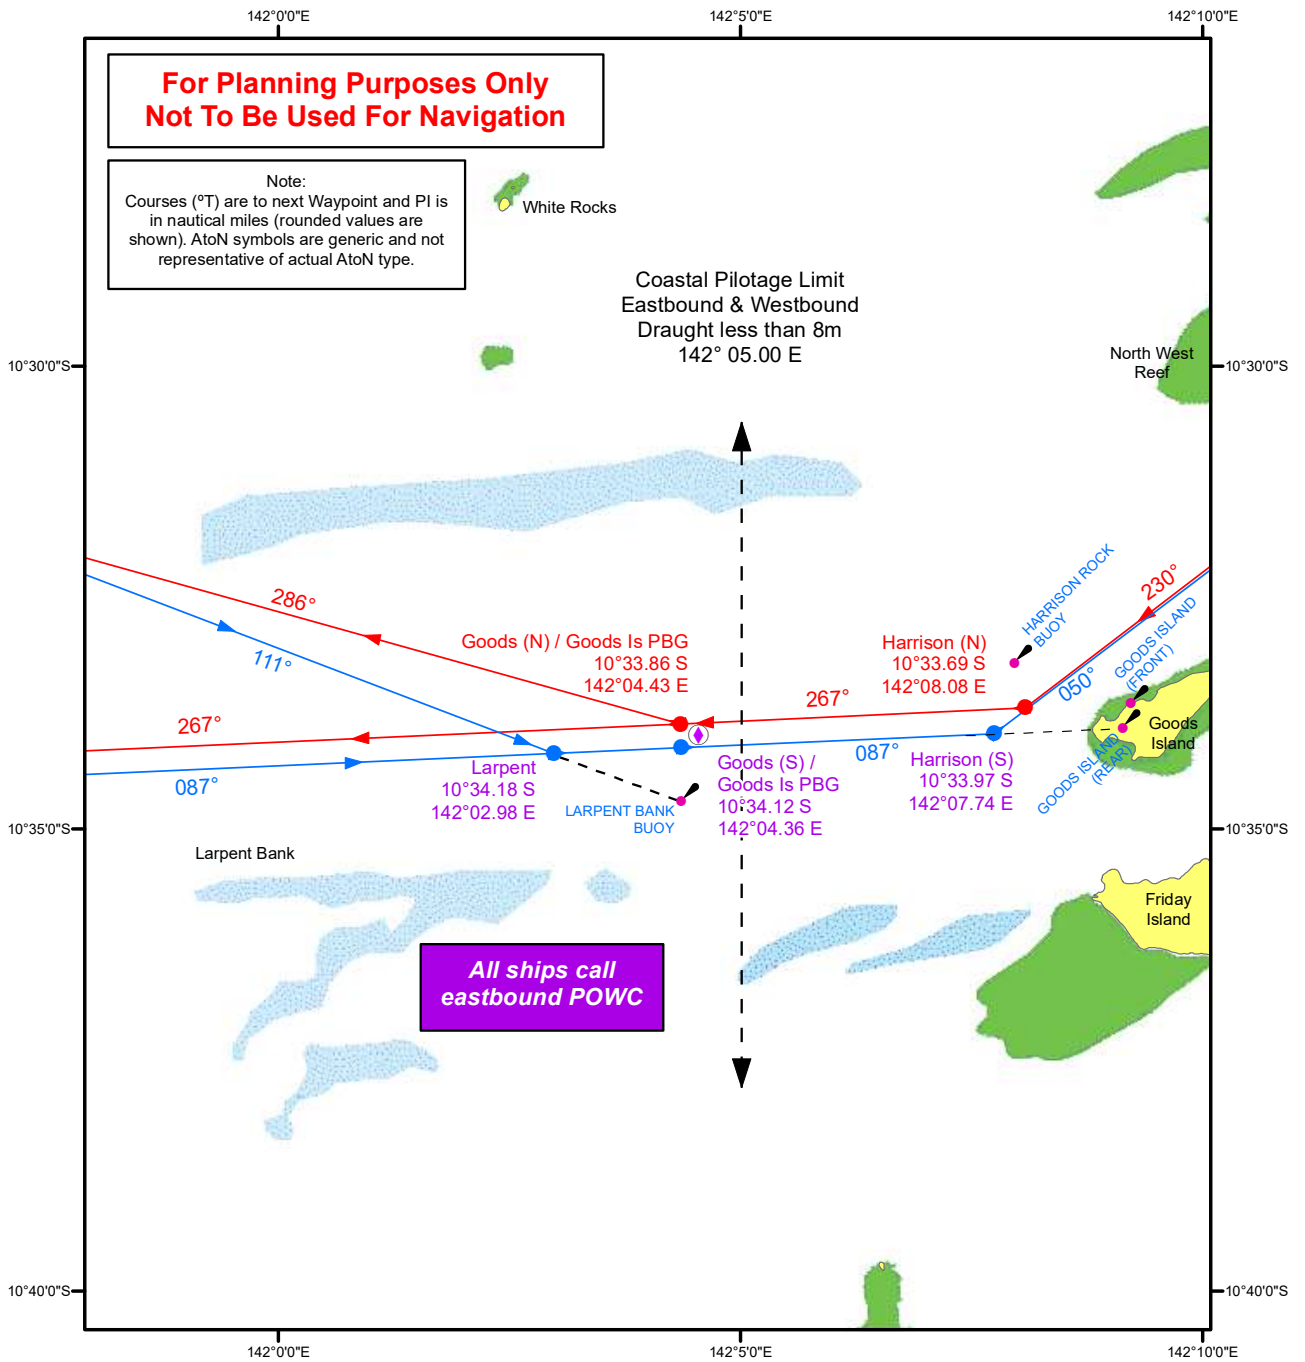 142°0'0"E
142°5'0"E
142°10'0"E
For Planning Purposes Only
Not To Be Used For Navigation
Note:
Courses (ºT) are to next Waypoint and PI is
in nautical miles (rounded values are
shown). AtoN symbols are generic and not
representative of actual AtoN type.
White Rocks
Coastal Pilotage Limit
Eastbound & Westbound
Draught less than 8m
142° 05.00 E
North West
Reef
10°30'0"S
10°30'0"S
HARRISON ROCK
BUOY
230°
GOODS ISLAND
(FRONT)
286°
111°
Goods (N) / Goods Is PBG
10°33.86 S
142°04.43 E
Harrison (N)
10°33.69 S
142°08.08 E
050°
267°
267°
Goods
Island
GOODS ISLAND
(REAR)
087°
087°
Larpent
10°34.18 S
142°02.98 E
LARPENT BANK
BUOY
Goods (S) /
Goods Is PBG
10°34.12 S
142°04.36 E
Harrison (S)
10°33.97 S
142°07.74 E
10°35'0"S
10°35'0"S
Larpent Bank
Friday
Island
All ships call
eastbound POWC
10°40'0"S
10°40'0"S
142°0'0"E
142°5'0"E
142°10'0"E